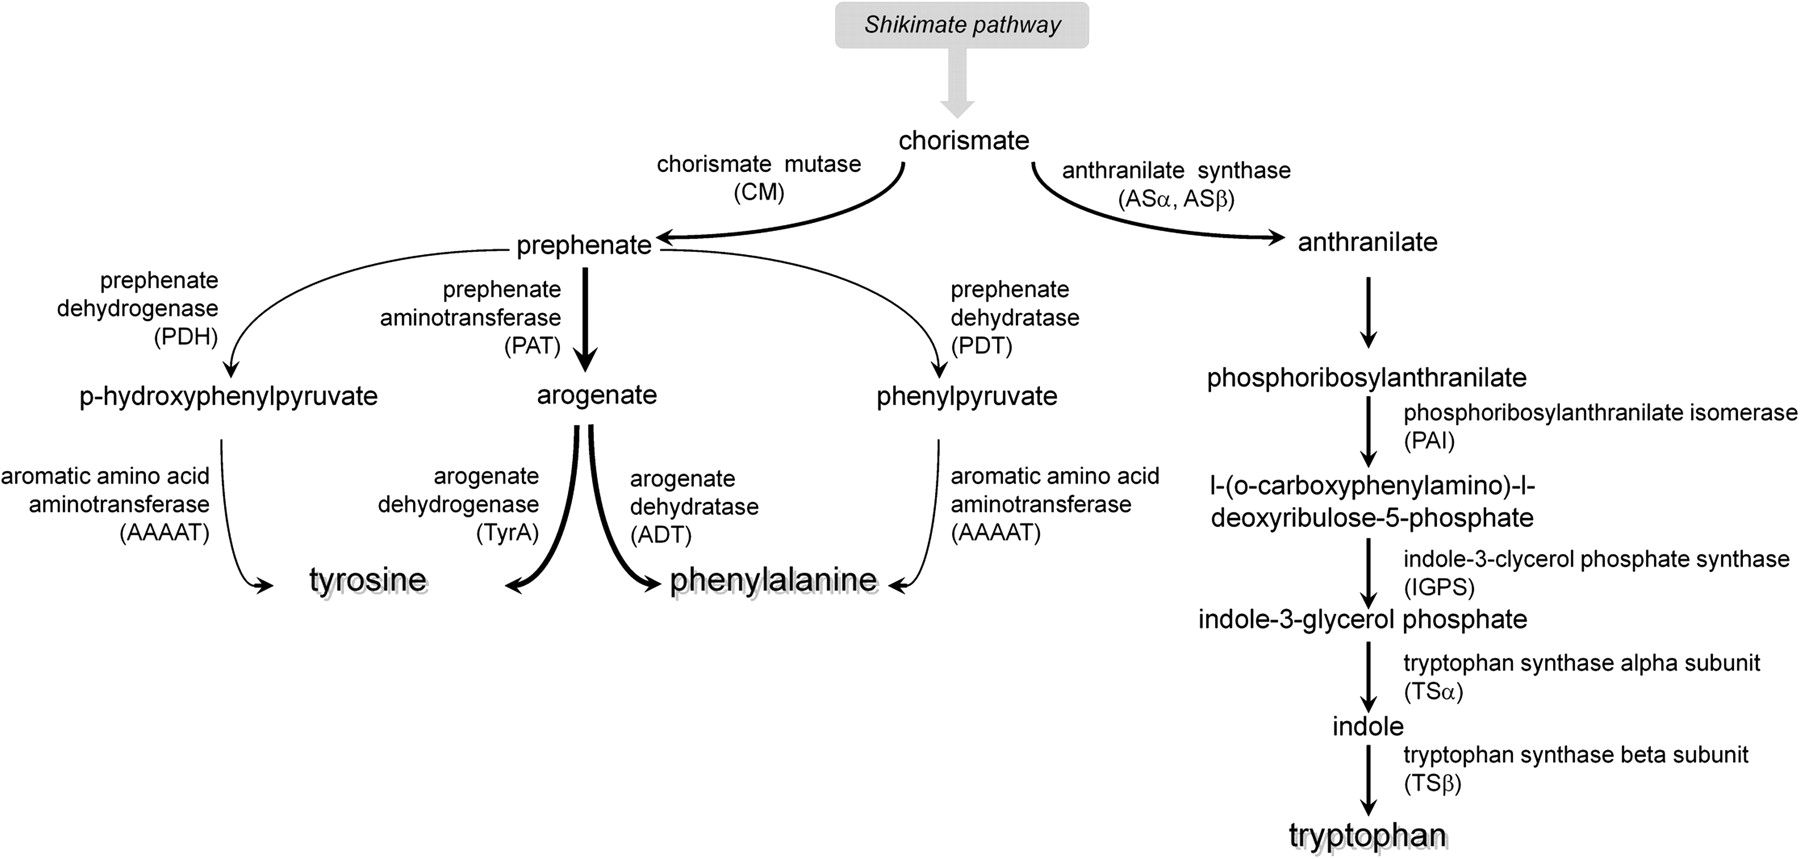 Shikimate pathway
chorismate
chorismate mutase
(CM)
anthranilate synthase
(ASα, ASβ)
prephenate
anthranilate
prephenate
dehydrogenase
(PDH)
prephenate
aminotransferase
(PAT)
prephenate
dehydratase
(PDT)
p-hydroxyphenylpyruvate
arogenate
phenylpyruvate
phosphoribosylanthranilate
phosphoribosylanthranilate isomerase
(PAI)
aromatic amino acid
aminotransferase
(AAAAT)
arogenate
dehydrogenase
(TyrA)
arogenate
dehydratase
(ADT)
aromatic amino acid
aminotransferase
(AAAAT)
l-(o-carboxyphenylamino)-l-
deoxyribulose-5-phosphate
tyrosine
phenylalanine
indole-3-clycerol phosphate synthase
(IGPS)
indole-3-glycerol phosphate
tryptophan synthase alpha subunit
(TSα)
indole
tryptophan synthase beta subunit
(TSβ)
tryptophan